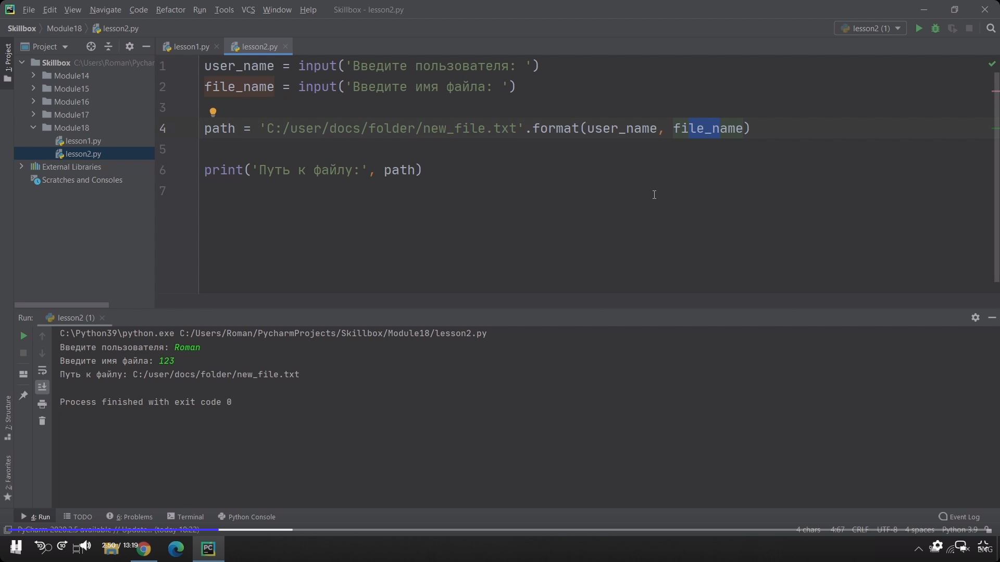 File Edit View Navigate Code Refactor Run Tools VCS Window Help Skillbox - lesson2.py
Skillbox Module18 lesson2.py lesson2 (1)
Project lesson1.py lesson2.py
1: Project
Skillbox C:\Users\Roman\Pychar
Module14
Module15
Module16
Module17
Module18
lesson1.py
lesson2.py
External Libraries
Scratches and Consoles
1 user_name = input('Введите пользователя: ')
2 file_name = input('Введите имя файла: ')
3
4 path = 'C:/user/docs/folder/new_file.txt'.format(user_name, file_name)
5
6 print('Путь к файлу:', path)
7
Run: lesson2 (1)
C:\Python39\python.exe C:/Users/Roman/PycharmProjects/Skillbox/Module18/lesson2.py
Введите пользователя: Roman
Введите имя файла: 123
Путь к файлу: C:/user/docs/folder/new_file.txt
Process finished with exit code 0
7: Structure
2: Favorites
4: Run TODO 6: Problems Terminal Python Console Event Log
PyCharm 2020.2.5 available // Update... (today 18:22) 4 chars 4:67 CRLF UTF-8 4 spaces Python 3.9
10 10 2:50 / 13:19 PC ENG